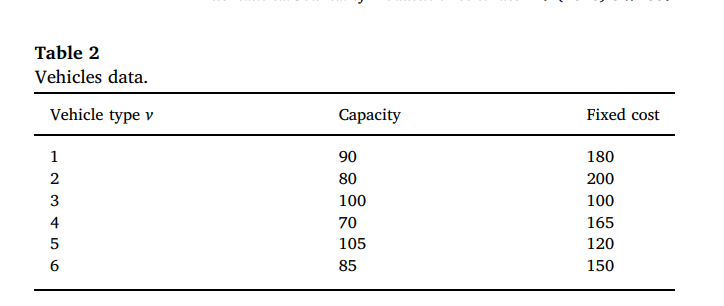 Table 2
Vehicles data.
Vehicle type v Capacity Fixed cost
1 90 180
2 80 200
3 100 100
4 70 165
5 105 120
6 85 150